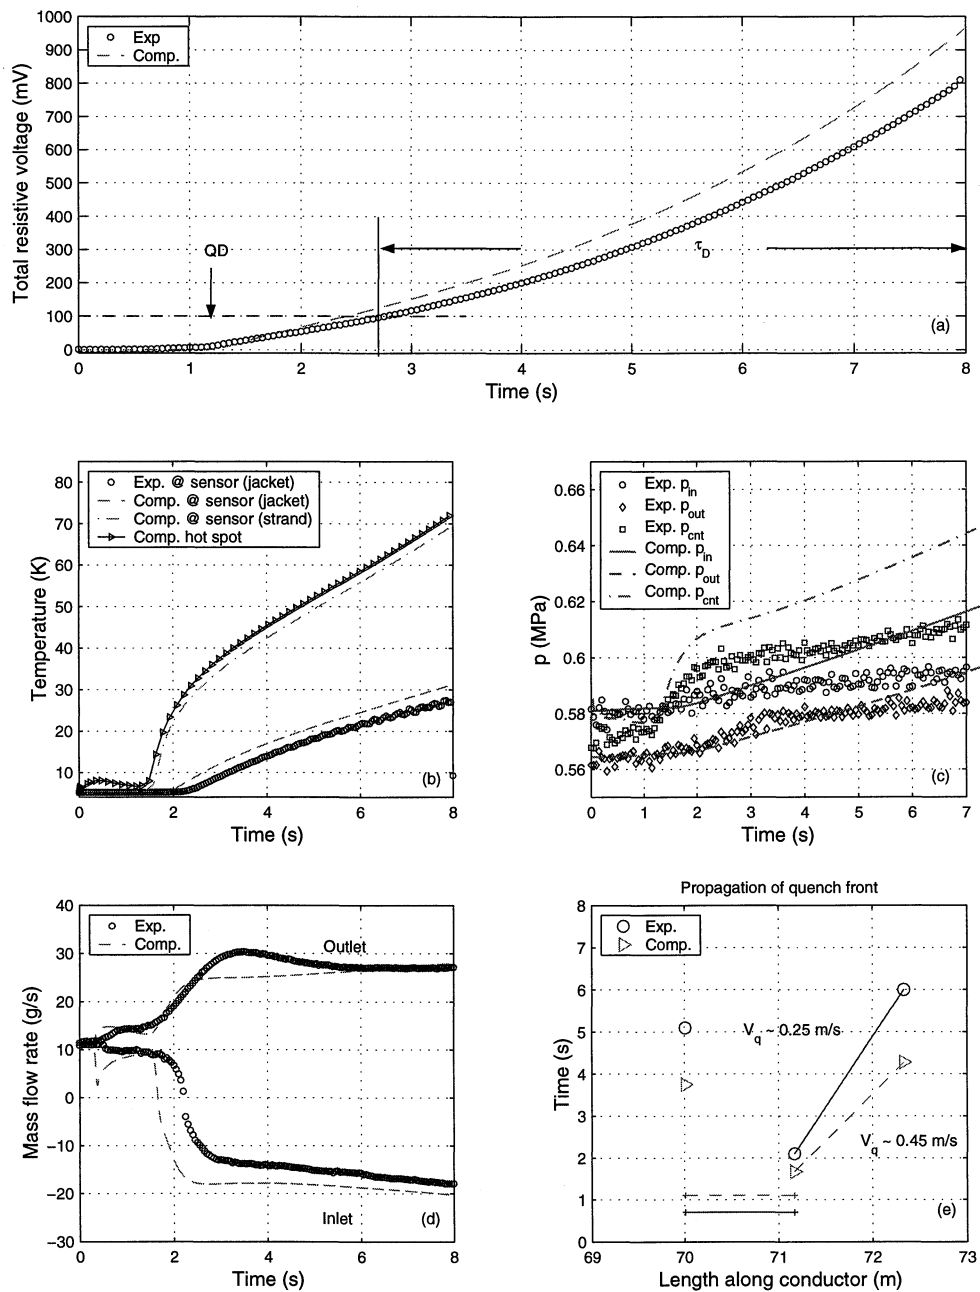 Total resistive voltage (mV)
1000
900
800
700
600
500
400
300
200
100
0
Exp
Comp.
QD
τD
(a)
0 1 2 3 4 5 6 7 8
Time (s)
Temperature (K)
80
70
60
50
40
30
20
10
Exp. @ sensor (jacket)
Comp. @ sensor (jacket)
Comp. @ sensor (strand)
Comp. hot spot
(b)
0 2 4 6 8
Time (s)
p (MPa)
0.66
0.64
0.62
0.6
0.58
0.56
Exp. pin
Exp. pout
Exp. pcnt
Comp. pin
Comp. pout
Comp. pcnt
(c)
0 1 2 3 4 5 6 7
Time (s)
Mass flow rate (g/s)
40
30
20
10
0
−10
−20
−30
Exp.
Comp.
Outlet
Inlet
(d)
0 2 4 6 8
Time (s)
Propagation of quench front
Time (s)
8
7
6
5
4
3
2
1
0
Exp.
Comp.
Vq ~ 0.25 m/s
Vq ~ 0.45 m/s
(e)
69 70 71 72 73
Length along conductor (m)